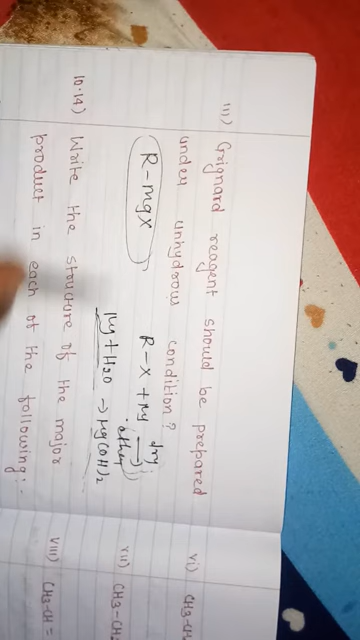 iii) Grignard reagent should be prepared
under unhydrous condition?
R-mgX
R-X + Mg dry ether →
Mg + H2O → Mg(OH)2
10.14) Write the structure of the major
product in each of the following:-
vi) CH3-CH
vii) CH3-CH
viii) CH3-CH =